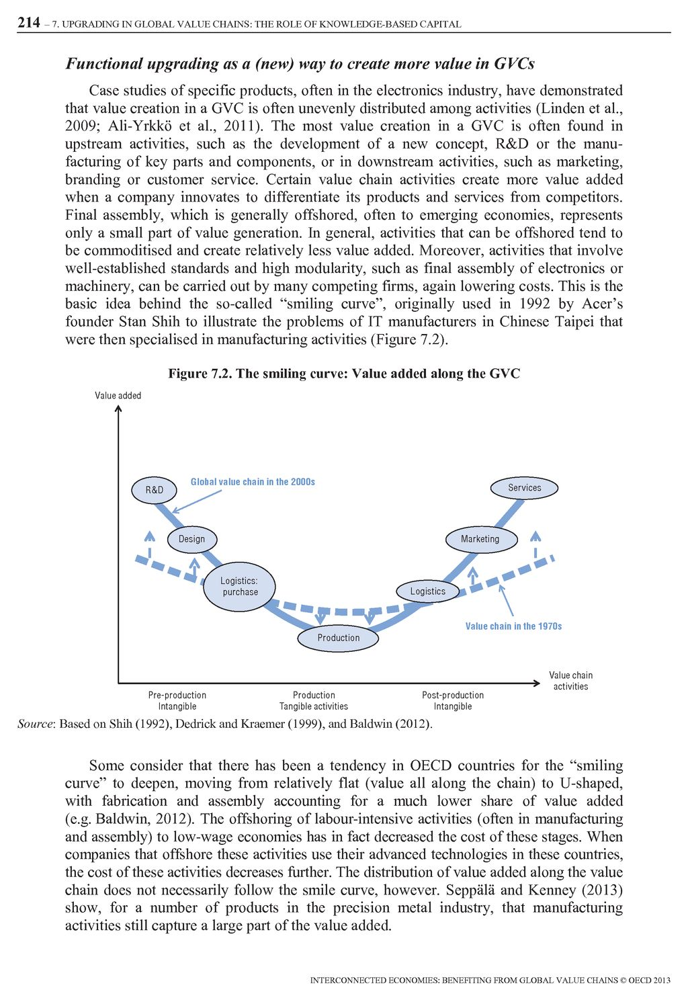 214 – 7. UPGRADING IN GLOBAL VALUE CHAINS: THE ROLE OF KNOWLEDGE-BASED CAPITAL
Functional upgrading as a (new) way to create more value in GVCs
Case studies of specific products, often in the electronics industry, have demonstrated
that value creation in a GVC is often unevenly distributed among activities (Linden et al.,
2009; Ali-Yrkkö et al., 2011). The most value creation in a GVC is often found in
upstream activities, such as the development of a new concept, R&D or the manu-
facturing of key parts and components, or in downstream activities, such as marketing,
branding or customer service. Certain value chain activities create more value added
when a company innovates to differentiate its products and services from competitors.
Final assembly, which is generally offshored, often to emerging economies, represents
only a small part of value generation. In general, activities that can be offshored tend to
be commoditised and create relatively less value added. Moreover, activities that involve
well-established standards and high modularity, such as final assembly of electronics or
machinery, can be carried out by many competing firms, again lowering costs. This is the
basic idea behind the so-called “smiling curve”, originally used in 1992 by Acer’s
founder Stan Shih to illustrate the problems of IT manufacturers in Chinese Taipei that
were then specialised in manufacturing activities (Figure 7.2).
Figure 7.2. The smiling curve: Value added along the GVC
Value added
Global value chain in the 2000s
R&D
Services
Design
Marketing
Logistics:
purchase
Logistics
Value chain in the 1970s
Production
Value chain
activities
Pre-production
Intangible
Production
Tangible activities
Post-production
Intangible
Source: Based on Shih (1992), Dedrick and Kraemer (1999), and Baldwin (2012).
Some consider that there has been a tendency in OECD countries for the “smiling
curve” to deepen, moving from relatively flat (value all along the chain) to U-shaped,
with fabrication and assembly accounting for a much lower share of value added
(e.g. Baldwin, 2012). The offshoring of labour-intensive activities (often in manufacturing
and assembly) to low-wage economies has in fact decreased the cost of these stages. When
companies that offshore these activities use their advanced technologies in these countries,
the cost of these activities decreases further. The distribution of value added along the value
chain does not necessarily follow the smile curve, however. Seppälä and Kenney (2013)
show, for a number of products in the precision metal industry, that manufacturing
activities still capture a large part of the value added.
INTERCONNECTED ECONOMIES: BENEFITING FROM GLOBAL VALUE CHAINS © OECD 2013